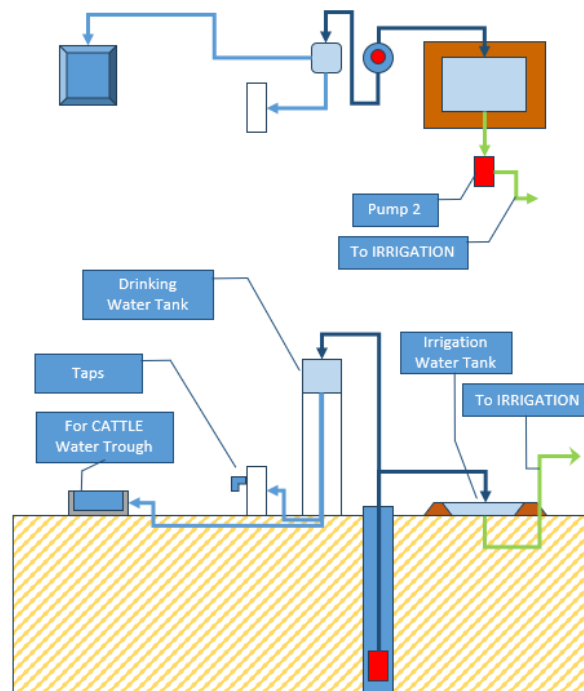 Pump 2
To IRRIGATION
Drinking
Water Tank
Irrigation
Water Tank
Taps
To IRRIGATION
For CATTLE
Water Trough